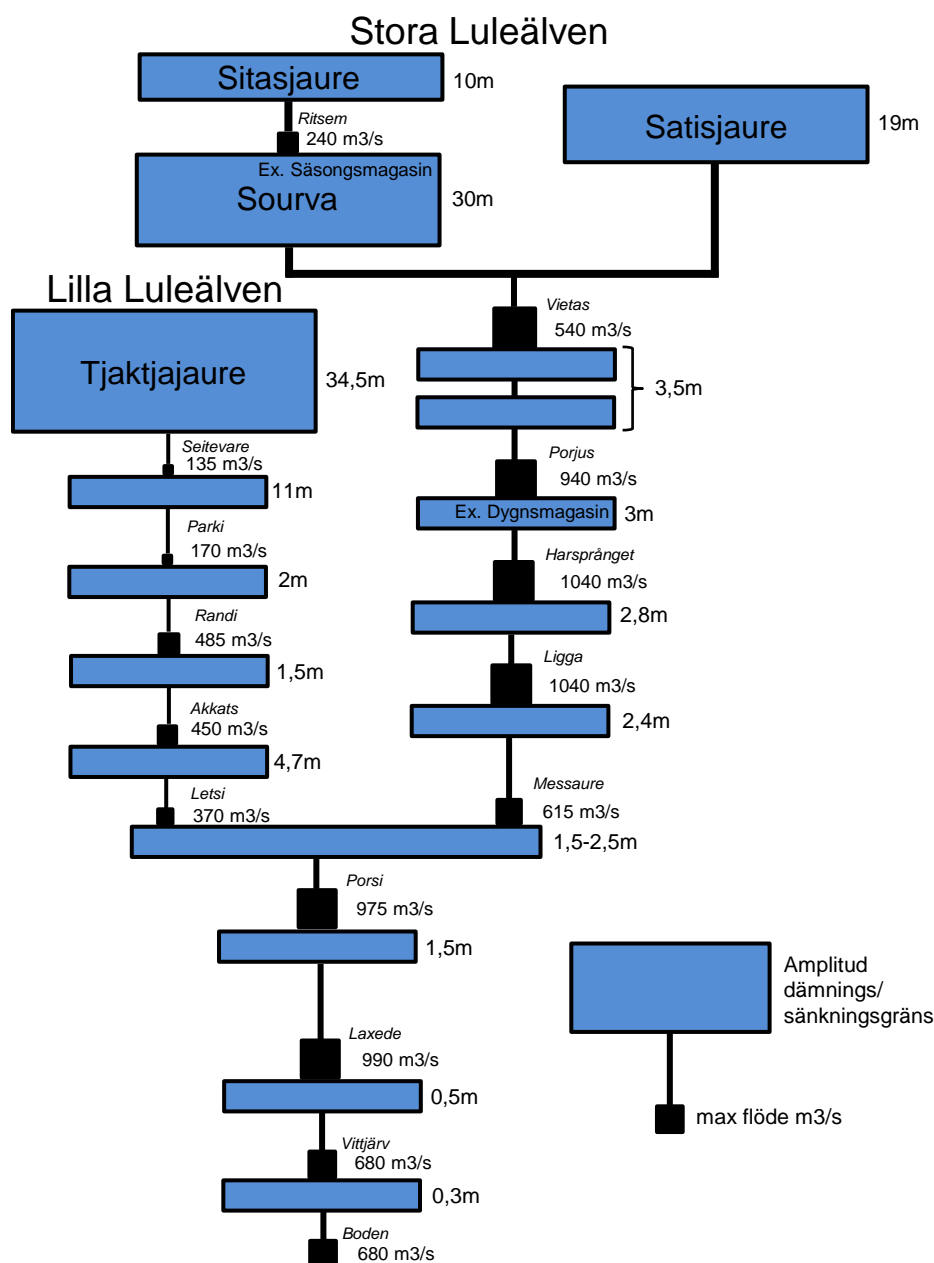 Stora Luleälven
Sitasjaure
10m
Ritsem
240 m3/s
Ex. Säsongsmagasin
Sourva
30m
Satisjaure
19m
Lilla Luleälven
Tjaktjajaure
34,5m
Seitevare
135 m3/s
11m
Parki
170 m3/s
2m
Randi
485 m3/s
1,5m
Akkats
450 m3/s
4,7m
Letsi
370 m3/s
Vietas
540 m3/s
3,5m
Porjus
940 m3/s
Ex. Dygnsmagasin
3m
Harsprånget
1040 m3/s
2,8m
Ligga
1040 m3/s
2,4m
Messaure
615 m3/s
1,5-2,5m
Porsi
975 m3/s
1,5m
Laxede
990 m3/s
0,5m
Vittjärv
680 m3/s
0,3m
Boden
680 m3/s
Amplitud
dämnings/
sänkningsgräns
max flöde m3/s